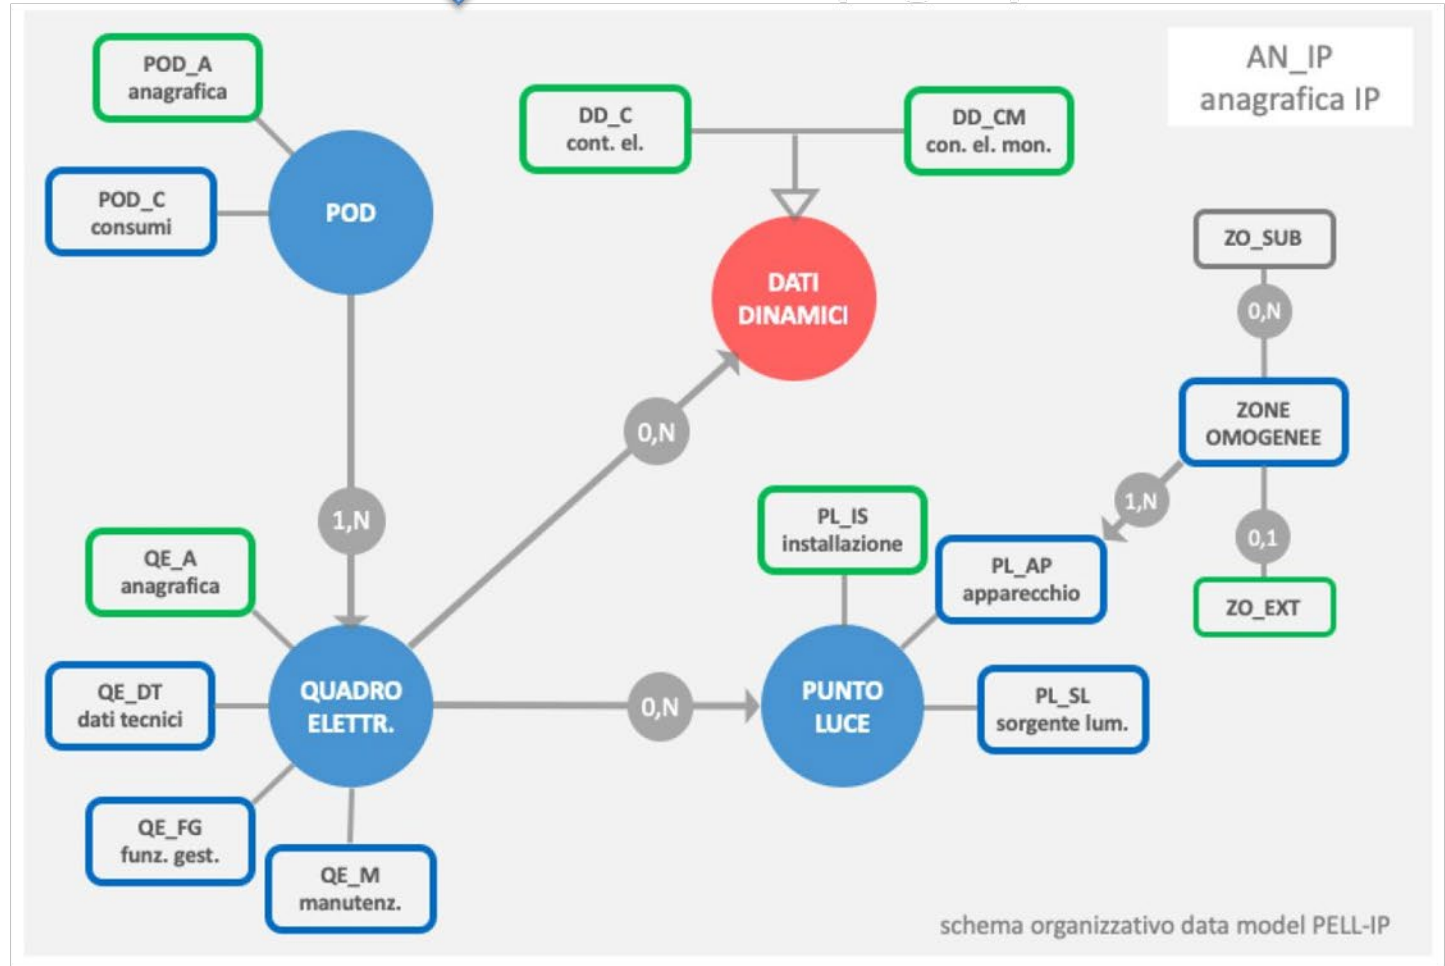 POD_A
anagrafica
POD_C
consumi
POD
DD_C
cont. el.
DD_CM
con. el. mon.
AN_IP
anagrafica IP
DATI
DINAMICI
ZO_SUB
0,N
ZONE
OMOGENEE
1,N
0,1
ZO_EXT
0,N
1,N
PL_IS
installazione
PL_AP
apparecchio
QE_A
anagrafica
QE_DT
dati tecnici
QUADRO
ELETTR.
0,N
PUNTO
LUCE
PL_SL
sorgente lum.
QE_FG
funz. gest.
QE_M
manutenz.
schema organizzativo data model PELL-IP